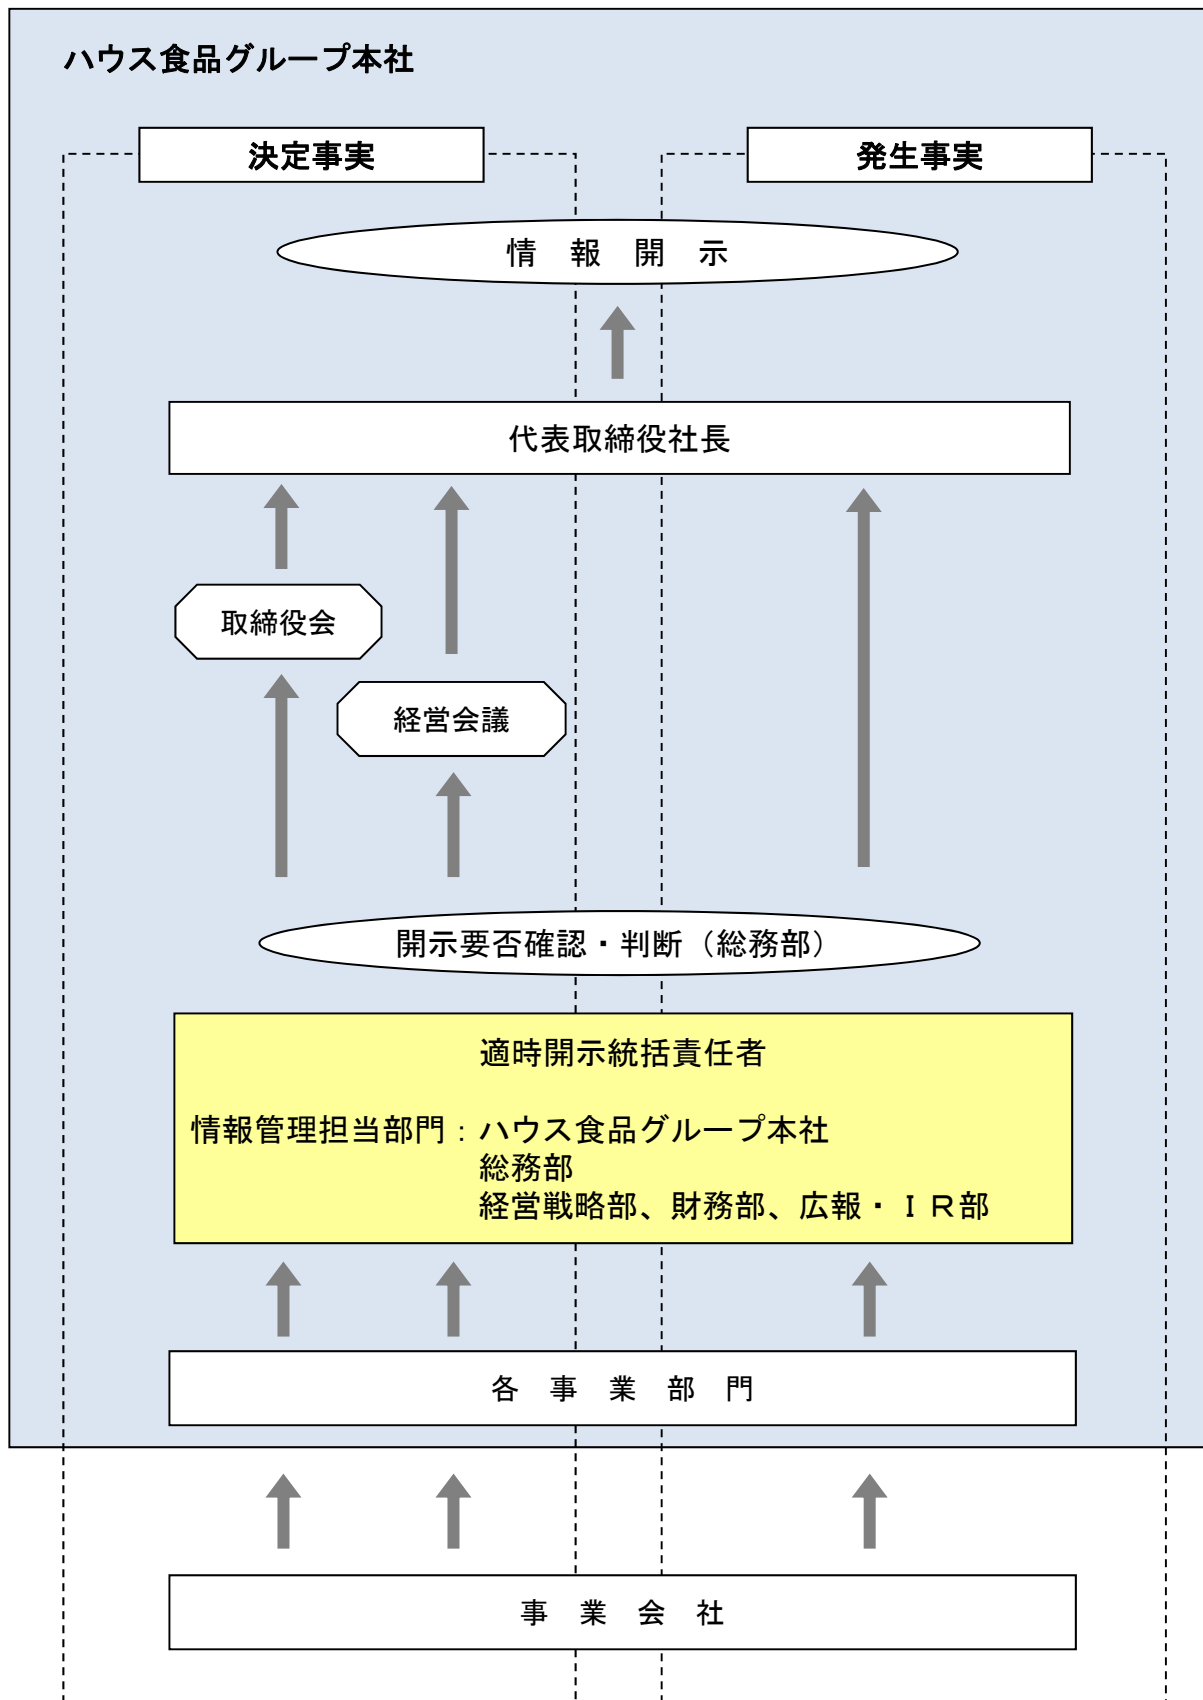 ハウス食品グループ本社
決定事実
発生事実
情　報　開　示
代表取締役社長
取締役会
経営会議
開示要否確認・判断（総務部）
適時開示統括責任者
情報管理担当部門：ハウス食品グループ本社
総務部
経営戦略部、財務部、広報・ＩＲ部
各　事　業　部　門
事　業　会　社